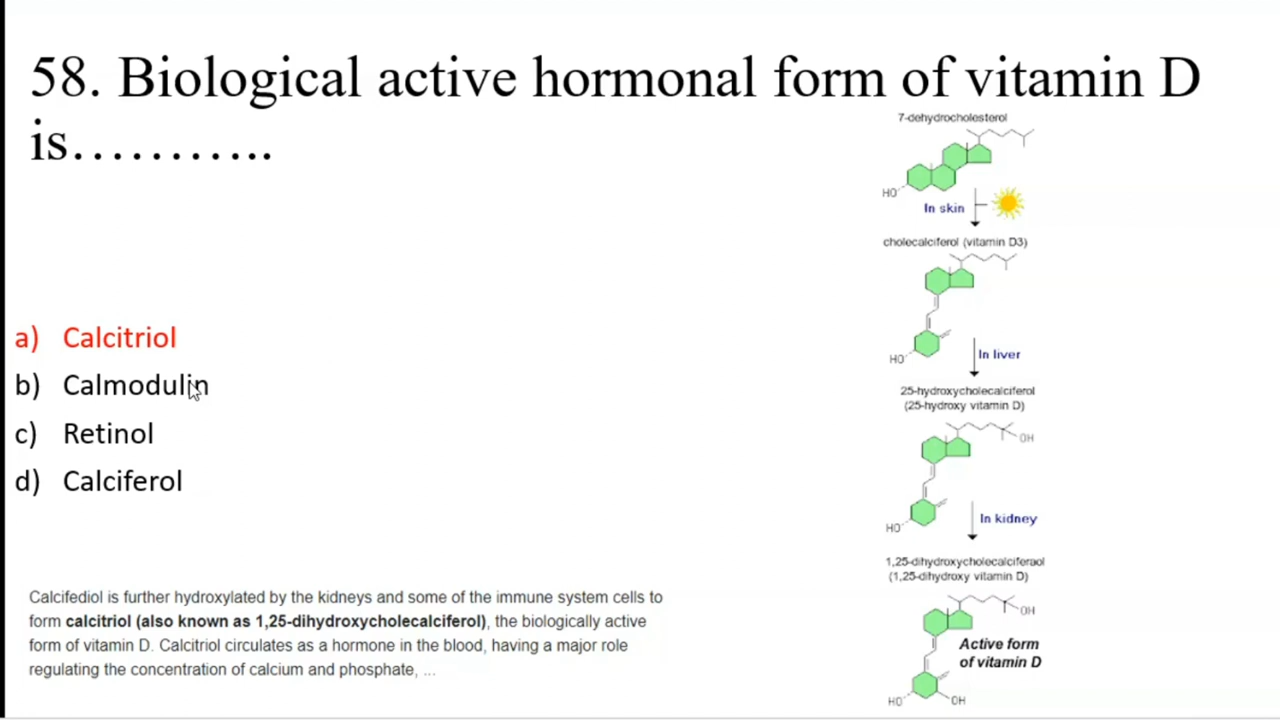 58. Biological active hormonal form of vitamin D
is...........
a) Calcitriol
b) Calmodulin
c) Retinol
d) Calciferol
Calcifediol is further hydroxylated by the kidneys and some of the immune system cells to
form calcitriol (also known as 1,25-dihydroxycholecalciferol), the biologically active
form of vitamin D. Calcitriol circulates as a hormone in the blood, having a major role
regulating the concentration of calcium and phosphate, ...
7-dehydrocholesterol
HO
In skin
cholecalciferol (vitamin D3)
HO
In liver
25-hydroxycholecalciferol
(25-hydroxy vitamin D)
OH
HO
In kidney
1,25-dihydroxycholecalciferaol
(1,25-dihydroxy vitamin D)
OH
Active form
of vitamin D
HO
OH